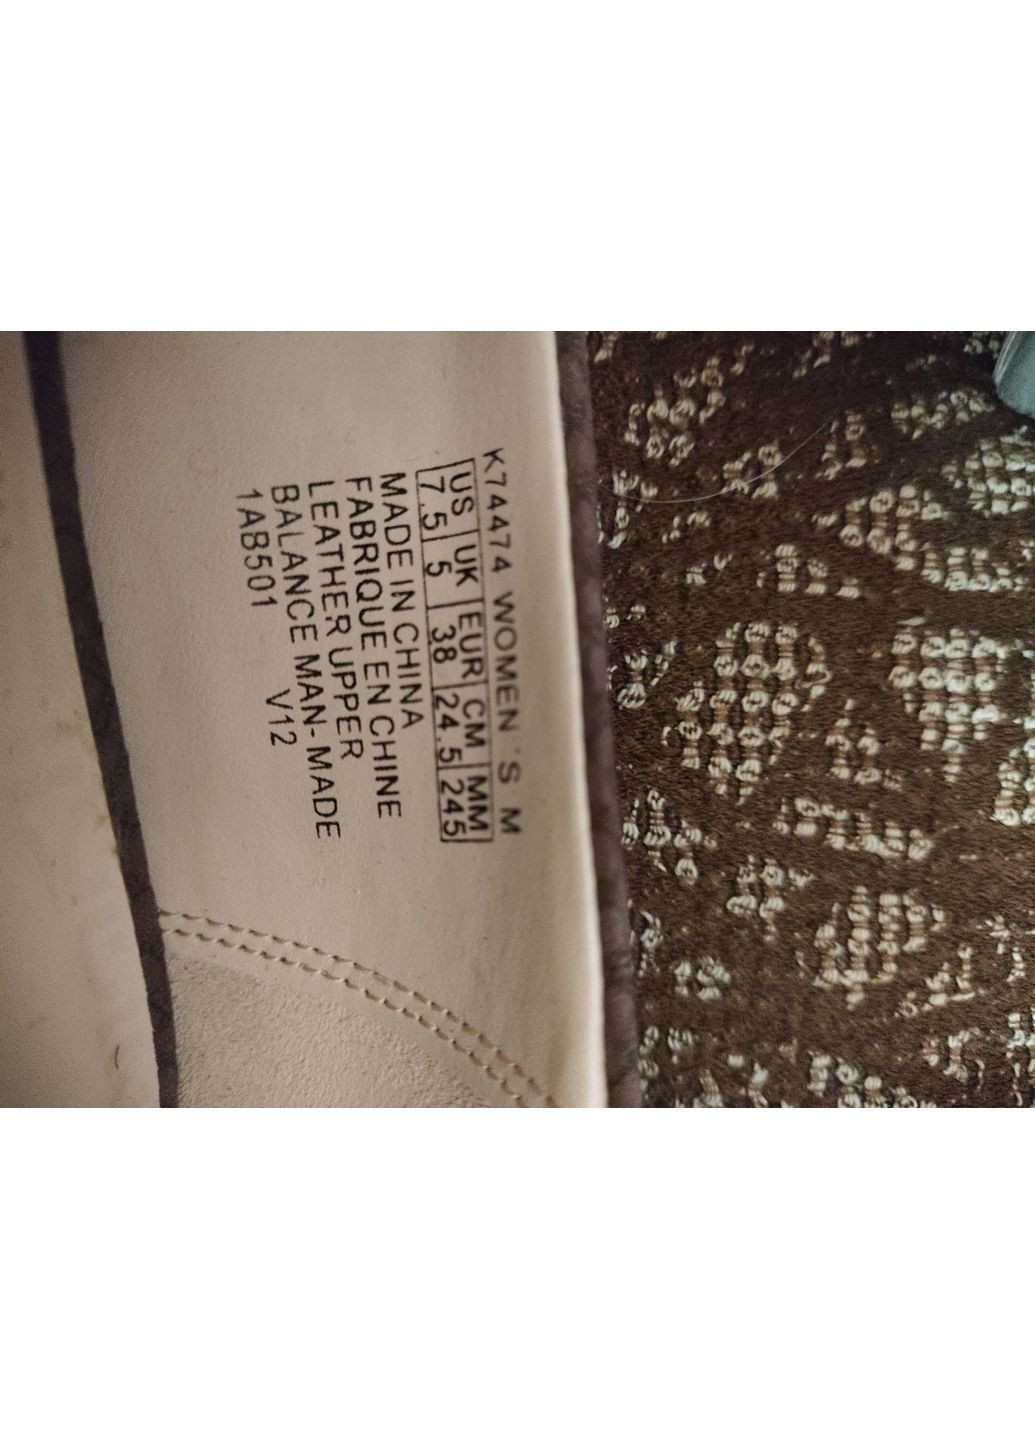 K74474 WOMEN'S M
US UK EUR CM MM
7.5 5 38 24.5 245
MADE IN CHINA
FABRIQUE EN CHINE
LEATHER UPPER
BALANCE MAN-MADE
1AB501 V12